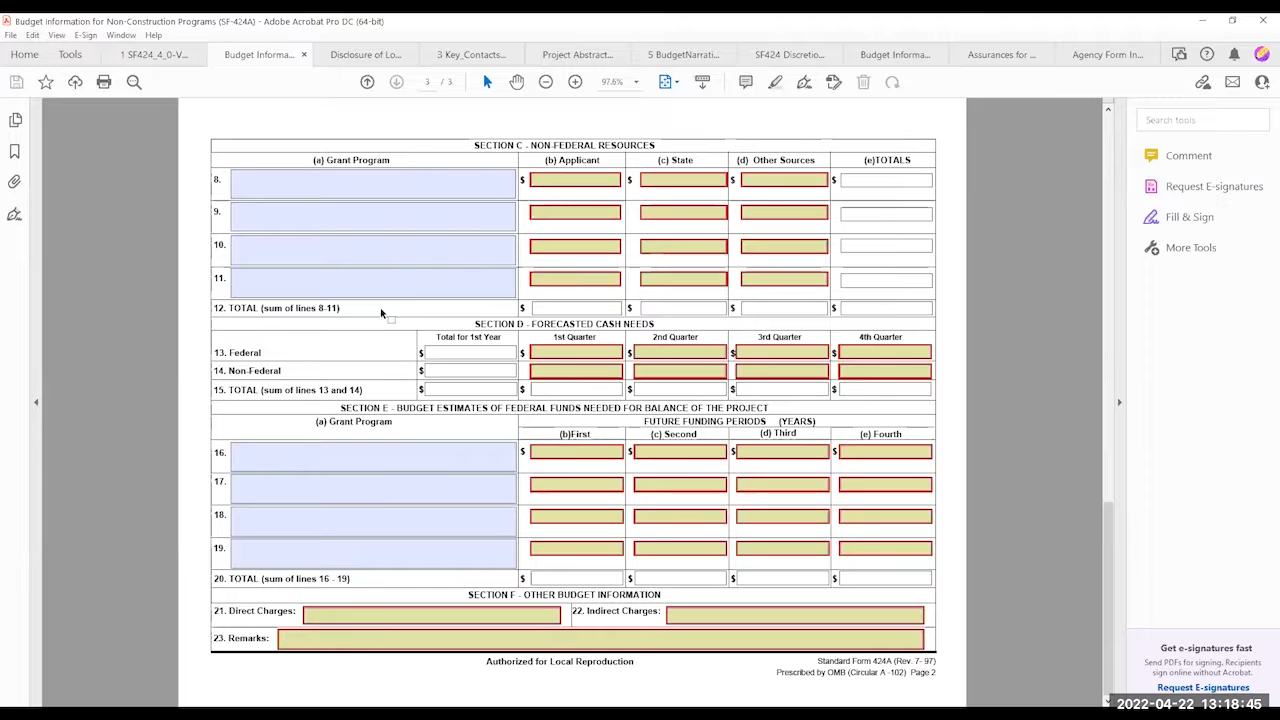 Budget Information for Non-Construction Programs (SF-424A) - Adobe Acrobat Pro DC (64-bit)
File Edit View E-Sign Window Help
Home Tools 1 SF424_4_0-V... Budget Informa... × Disclosure of Lo... 3 Key_Contacts... Project Abstract... 5 BudgetNarrati... SF424 Discretio... Budget Informa... Assurances for ... Agency Form In...
3 / 3 97.6%
Search tools
Comment
Request E-signatures
Fill & Sign
More Tools
SECTION C - NON-FEDERAL RESOURCES
(a) Grant Program (b) Applicant (c) State (d) Other Sources (e)TOTALS
8. $ $ $ $
9.
10.
11.
12. TOTAL (sum of lines 8-11) $ $ $ $
SECTION D - FORECASTED CASH NEEDS
Total for 1st Year 1st Quarter 2nd Quarter 3rd Quarter 4th Quarter
13. Federal $ $ $ $ $
14. Non-Federal $
15. TOTAL (sum of lines 13 and 14) $ $ $ $ $
SECTION E - BUDGET ESTIMATES OF FEDERAL FUNDS NEEDED FOR BALANCE OF THE PROJECT
(a) Grant Program FUTURE FUNDING PERIODS (YEARS)
(b)First (c) Second (d) Third (e) Fourth
16. $ $ $ $
17.
18.
19.
20. TOTAL (sum of lines 16 - 19) $ $ $ $
SECTION F - OTHER BUDGET INFORMATION
21. Direct Charges: 22. Indirect Charges:
23. Remarks:
Authorized for Local Reproduction Standard Form 424A (Rev. 7- 97)
Prescribed by OMB (Circular A -102) Page 2
Get e-signatures fast
Send PDFs for signing. Recipients
sign online without Acrobat.
Request E-signatures
2022-04-22 13:18:45